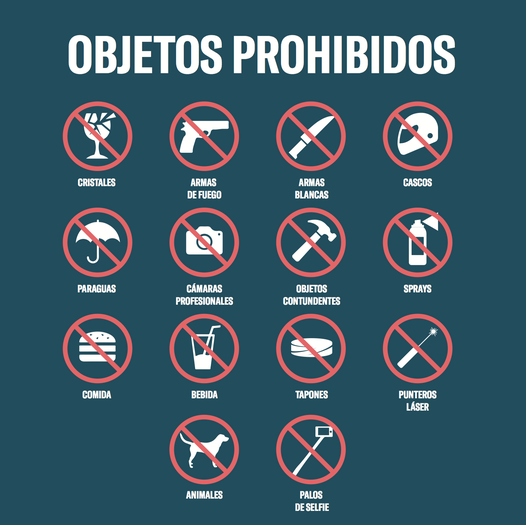 OBJETOS PROHIBIDOS
CRISTALES
ARMAS
DE FUEGO
ARMAS
BLANCAS
CASCOS
PARAGUAS
CÁMARAS
PROFESIONALES
OBJETOS
CONTUNDENTES
SPRAYS
COMIDA
BEBIDA
TAPONES
PUNTEROS
LÁSER
ANIMALES
PALOS
DE SELFIE